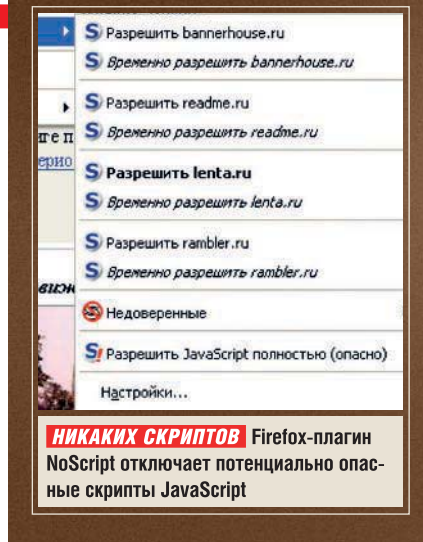 Разрешить bannerhouse.ru
Временно разрешить bannerhouse.ru
Разрешить readme.ru
Временно разрешить readme.ru
Разрешить lenta.ru
Временно разрешить lenta.ru
Разрешить rambler.ru
Временно разрешить rambler.ru
Недоверенные
Разрешить JavaScript полностью (опасно)
Настройки...
НИКАКИХ СКРИПТОВ Firefox-плагин
NoScript отключает потенциально опас-
ные скрипты JavaScript